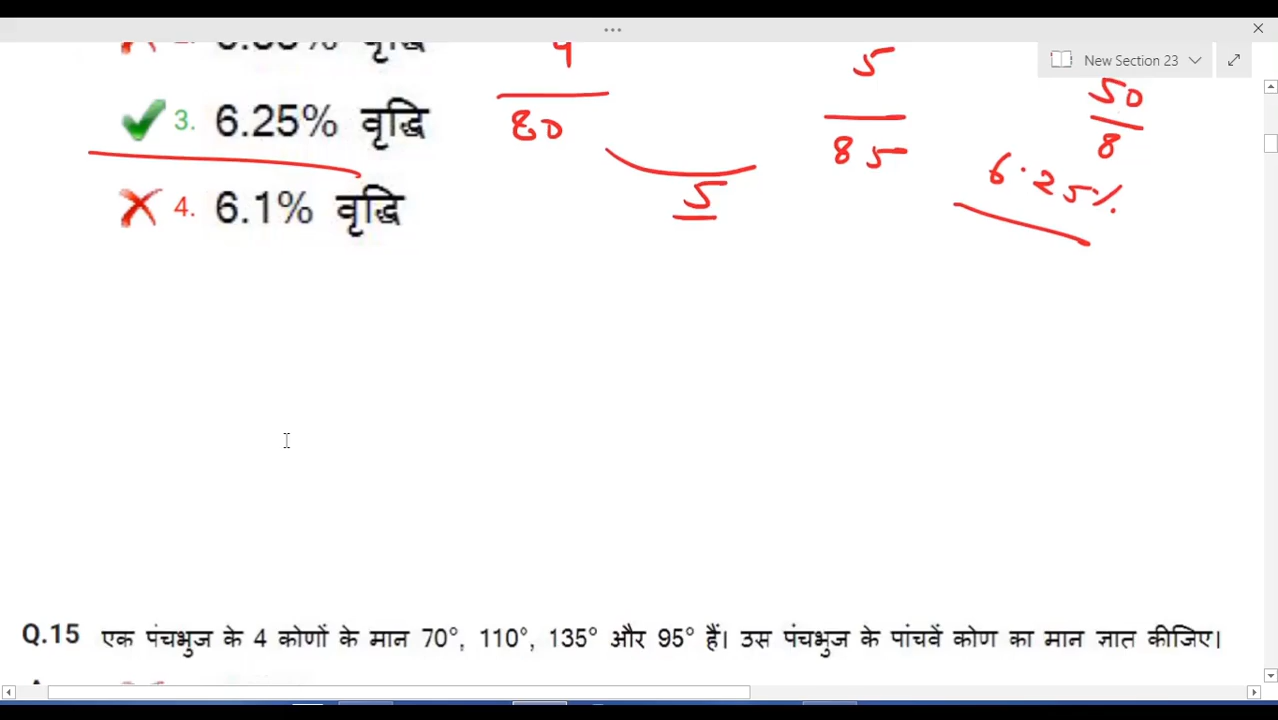 New Section 23
4
5
50
3. 6.25% वृद्धि
80
85
8
5
6.25%
4. 6.1% वृद्धि
Q.15 एक पंचभुज के 4 कोणों के मान 70°, 110°, 135° और 95° हैं। उस पंचभुज के पांचवें कोण का मान ज्ञात कीजिए।